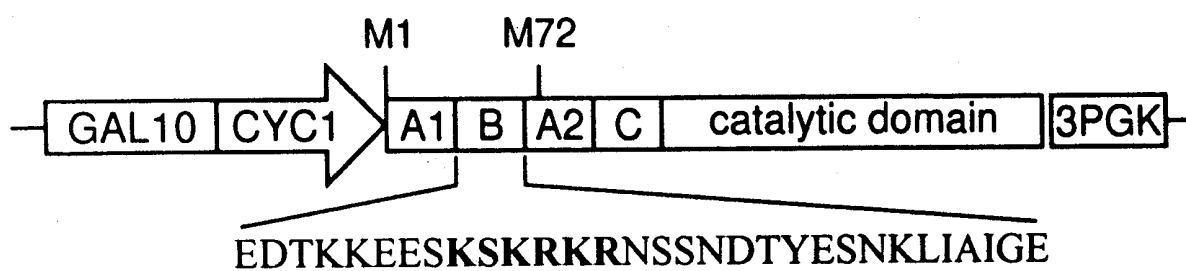 M1 M72
GAL10 CYC1 A1 B A2 C catalytic domain 3PGK
EDTKKEESKSKRKRNSSNDTYESNKLIAIGE